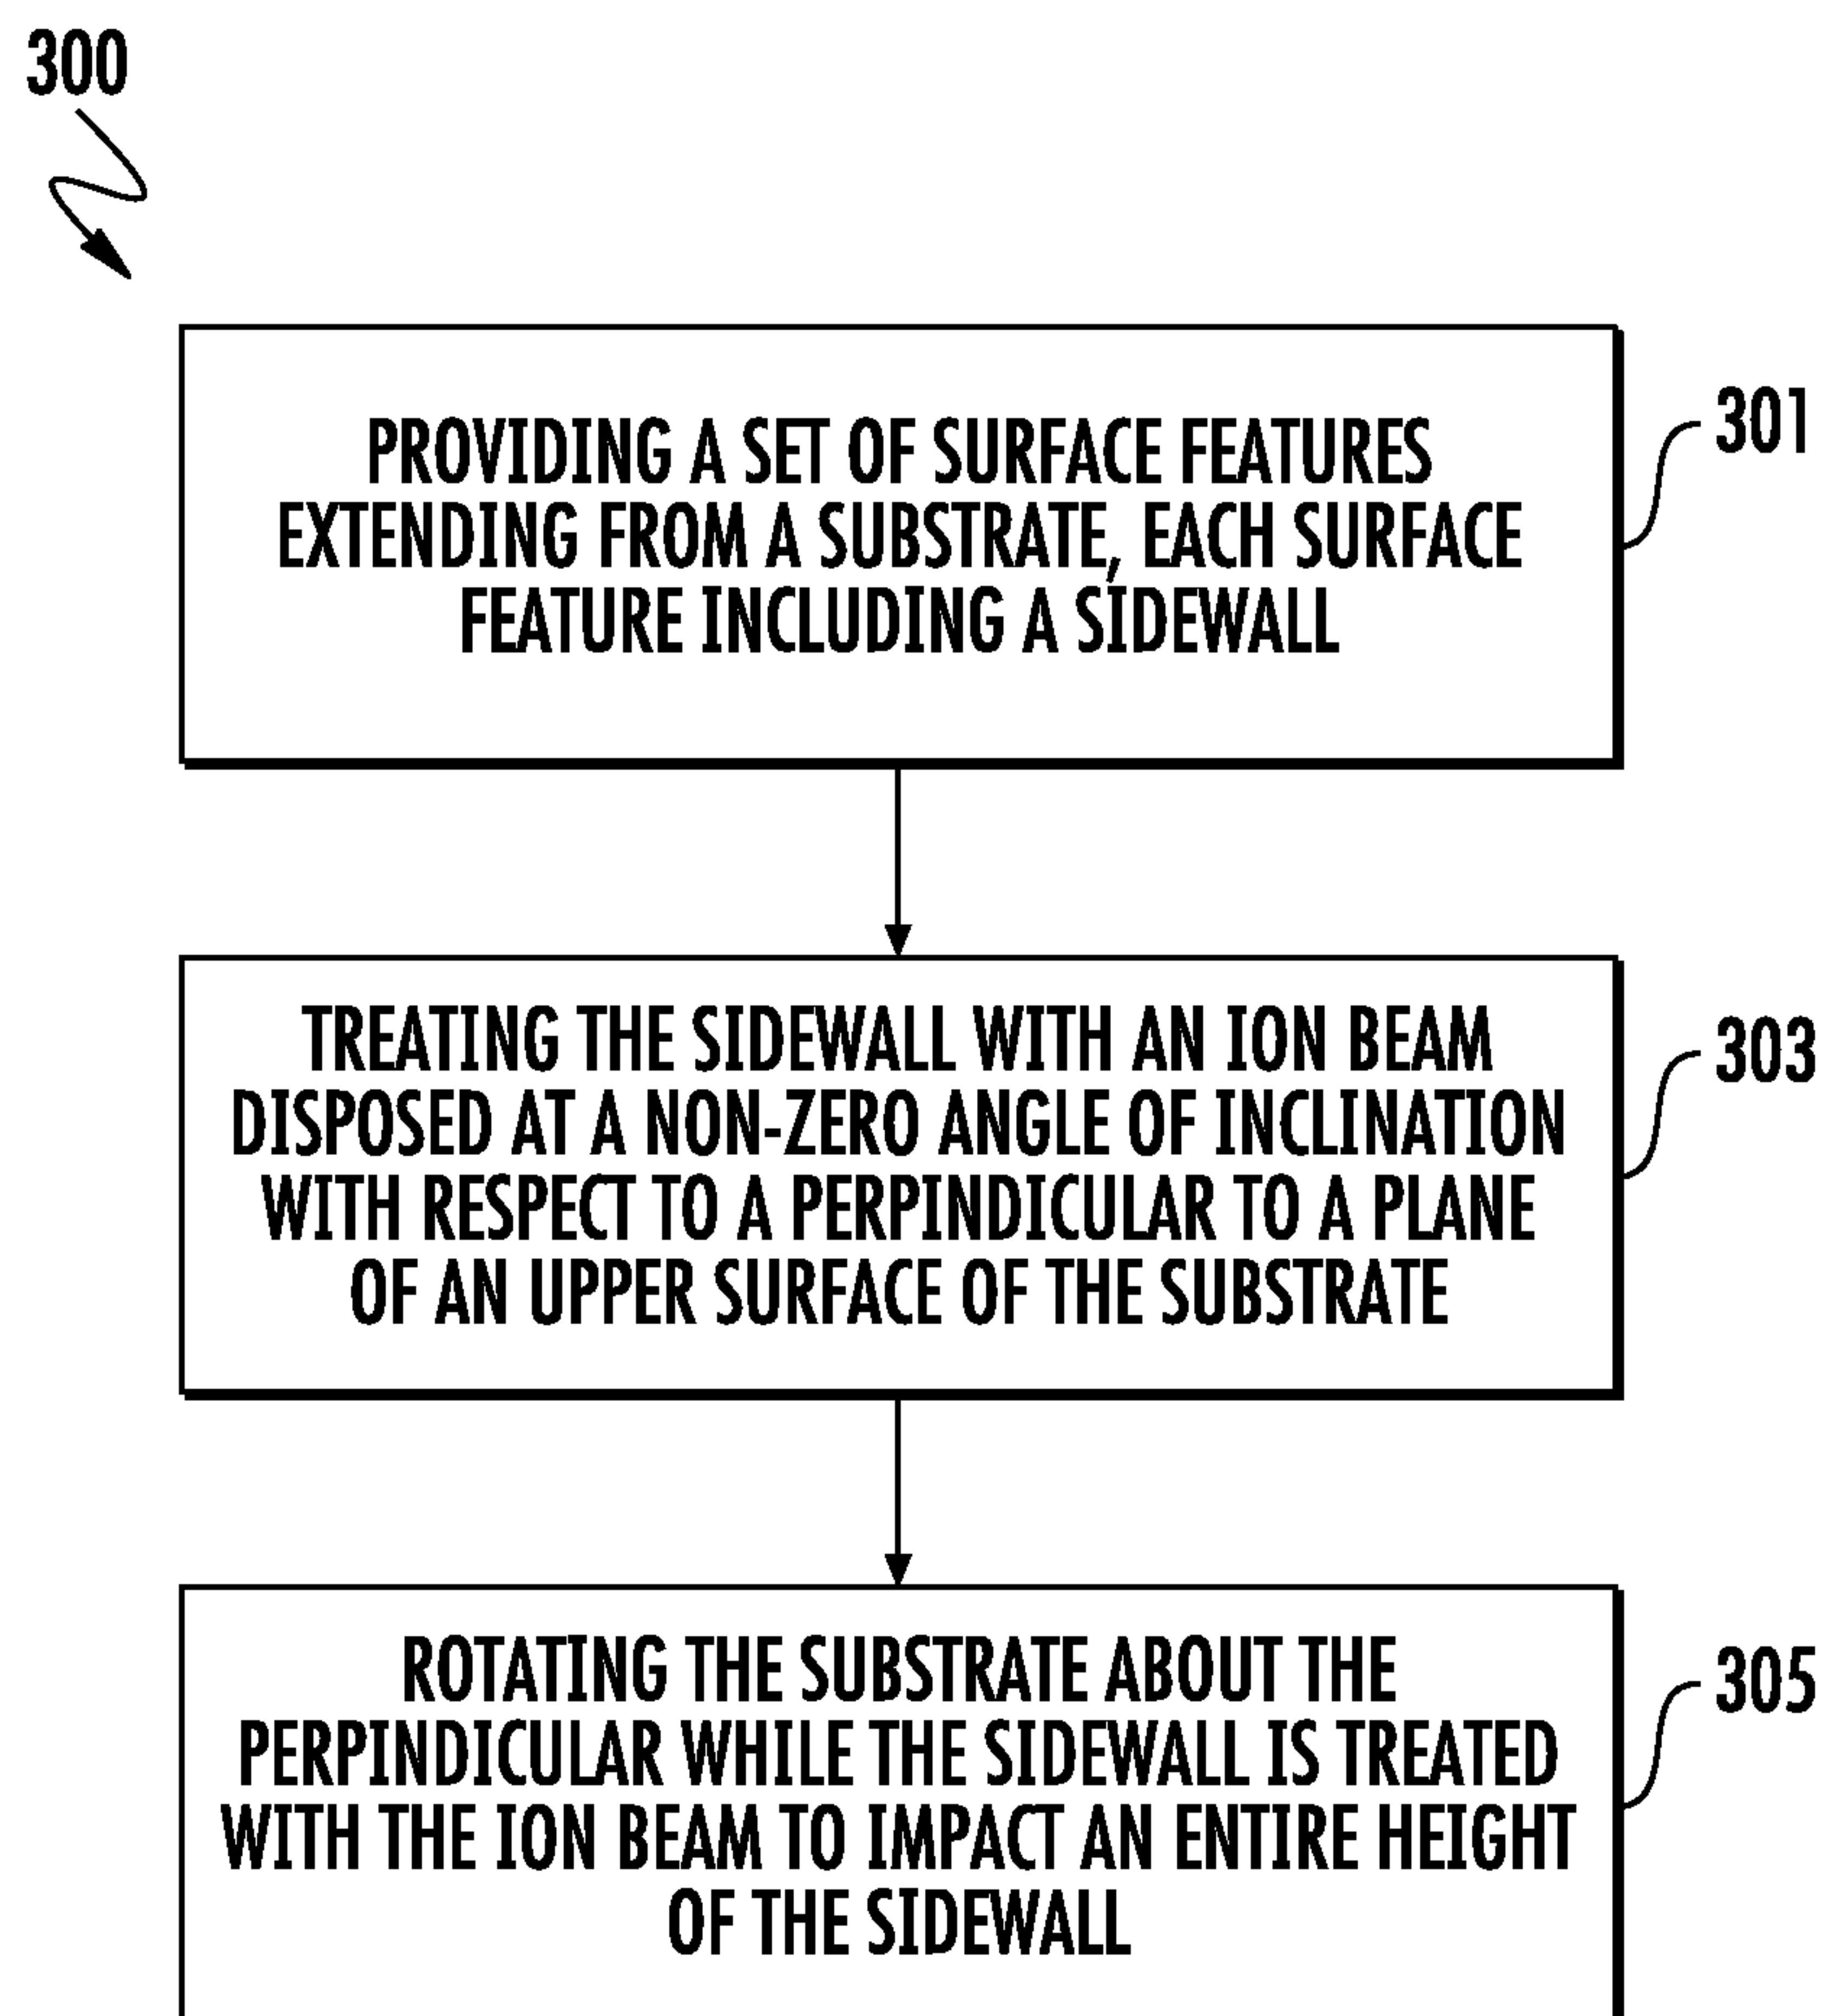 300
PROVIDING A SET OF SURFACE FEATURES
EXTENDING FROM A SUBSTRATE, EACH SURFACE
FEATURE INCLUDING A SIDEWALL
301
TREATING THE SIDEWALL WITH AN ION BEAM
DISPOSED AT A NON-ZERO ANGLE OF INCLINATION
WITH RESPECT TO A PERPINDICULAR TO A PLANE
OF AN UPPER SURFACE OF THE SUBSTRATE
303
ROTATING THE SUBSTRATE ABOUT THE
PERPINDICULAR WHILE THE SIDEWALL IS TREATED
WITH THE ION BEAM TO IMPACT AN ENTIRE HEIGHT
OF THE SIDEWALL
305